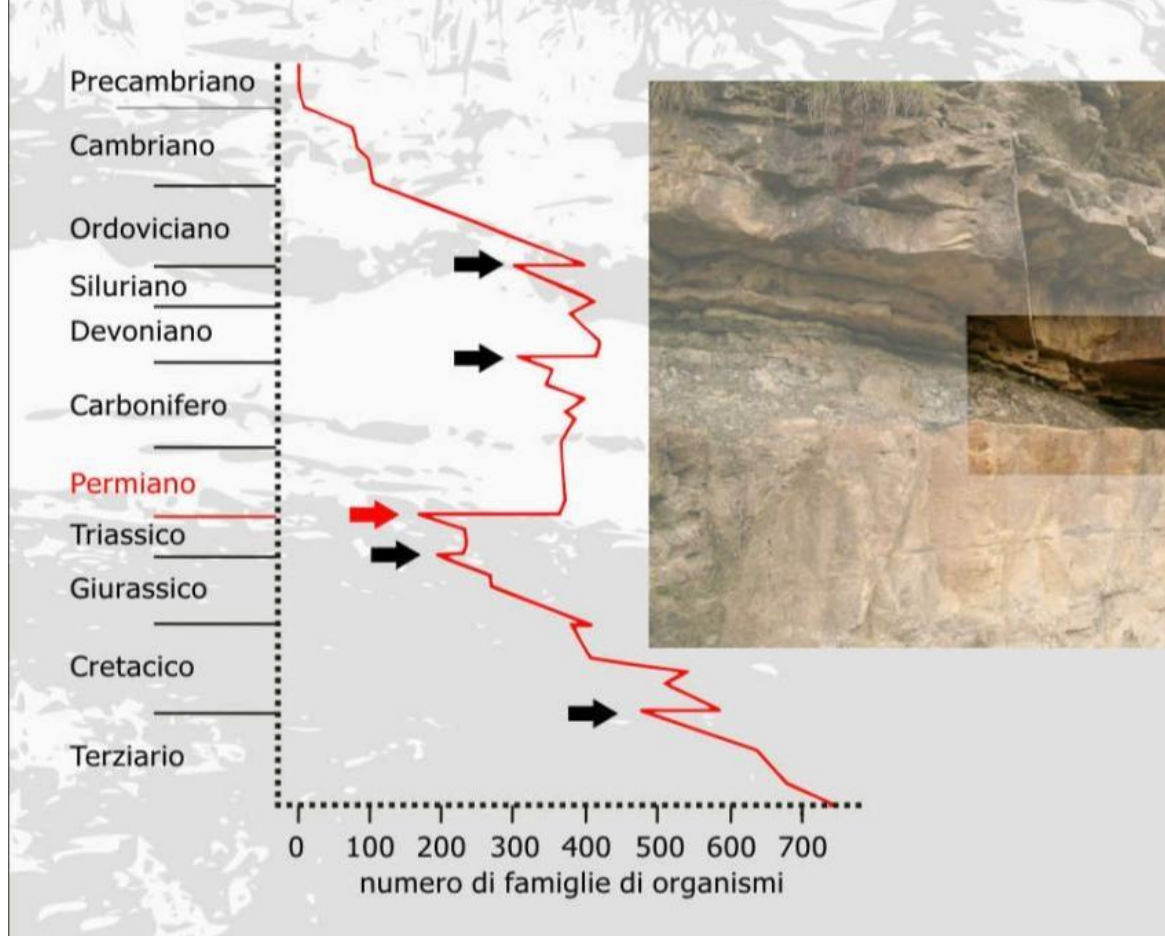 Precambriano
Cambriano
Ordoviciano
Siluriano
Devoniano
Carbonifero
Permiano
Triassico
Giurassico
Cretacico
Terziario
0 100 200 300 400 500 600 700
numero di famiglie di organismi